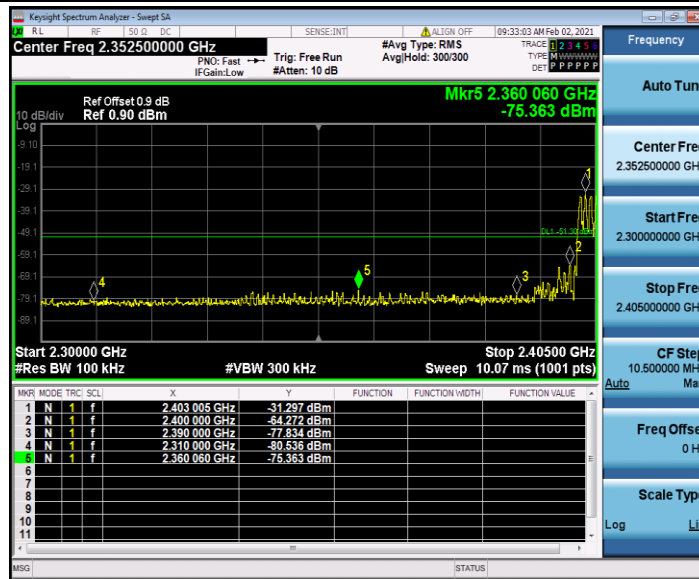 Keysight Spectrum Analyzer - Swept SA
RL RF 50 Ω DC SENSE:INT ALIGN OFF 09:33:03 AM Feb 02, 2021
Center Freq 2.352500000 GHz
#Avg Type: RMS
TRACE 1 2 3 4 5 6
PNO: Fast Trig: Free Run Avg|Hold: 300/300
TYPE M
IFGain:Low #Atten: 10 dB
DET P P P P P P
Frequency
Auto Tun
Center Fre
2.352500000 GH
Start Fre
2.300000000 GH
Stop Fre
2.405000000 GH
CF Ste
10.500000 MH
Auto Ma
Freq Offse
0 H
Scale Typ
Log Li
Mkr5 2.360 060 GHz
-75.363 dBm
Ref Offset 0.9 dB
10 dB/div Ref 0.90 dBm
Log
-9.10
-19.1
-29.1
-39.1
-49.1
-59.1
-69.1
-79.1
-89.1
1
2
3
4
5
Start 2.30000 GHz Stop 2.40500 GHz
#Res BW 100 kHz #VBW 300 kHz Sweep 10.07 ms (1001 pts)
MKR MODE TRC SCL X Y FUNCTION FUNCTION WIDTH FUNCTION VALUE
1 N 1 f 2.403 005 GHz -31.297 dBm
2 N 1 f 2.400 000 GHz -64.272 dBm
3 N 1 f 2.390 000 GHz -77.834 dBm
4 N 1 f 2.310 000 GHz -80.536 dBm
5 N 1 f 2.360 060 GHz -75.363 dBm
6
7
8
9
10
11
MSG STATUS